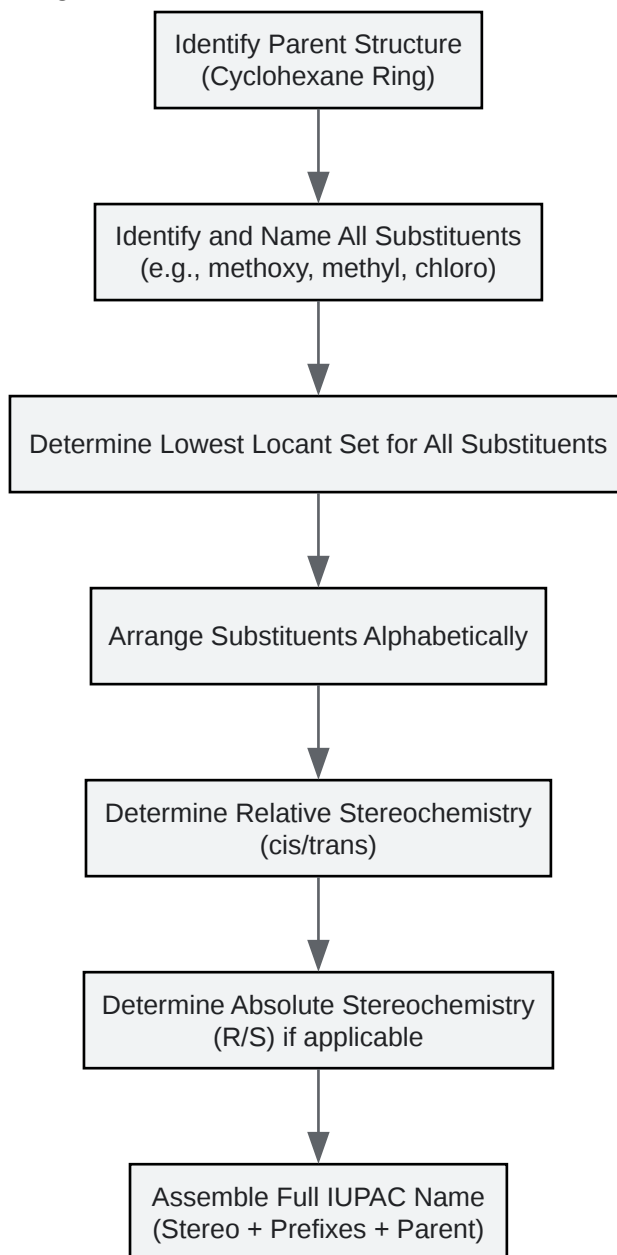 Identify Parent Structure
(Cyclohexane Ring)
Identify and Name All Substituents
(e.g., methoxy, methyl, chloro)
Determine Lowest Locant Set for All Substituents
Arrange Substituents Alphabetically
Determine Relative Stereochemistry
(cis/trans)
Determine Absolute Stereochemistry
(R/S) if applicable
Assemble Full IUPAC Name
(Stereo + Prefixes + Parent)